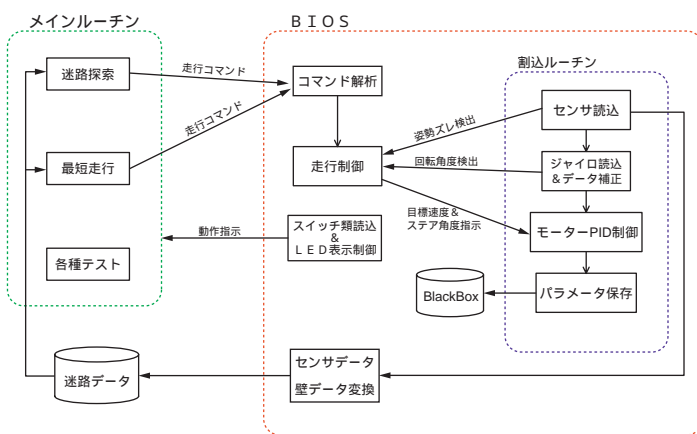 メインルーチン
ＢＩＯＳ
割込ルーチン
迷路探索
走行コマンド
コマンド解析
センサ読込
走行コマンド
姿勢ズレ検出
最短走行
走行制御
回転角度検出
ジャイロ読込
＆データ補正
目標速度＆
ステア角度指示
動作指示
スイッチ類読込
＆
ＬＥＤ表示制御
モーターPID制御
各種テスト
BlackBox
パラメータ保存
迷路データ
センサデータ
壁データ変換